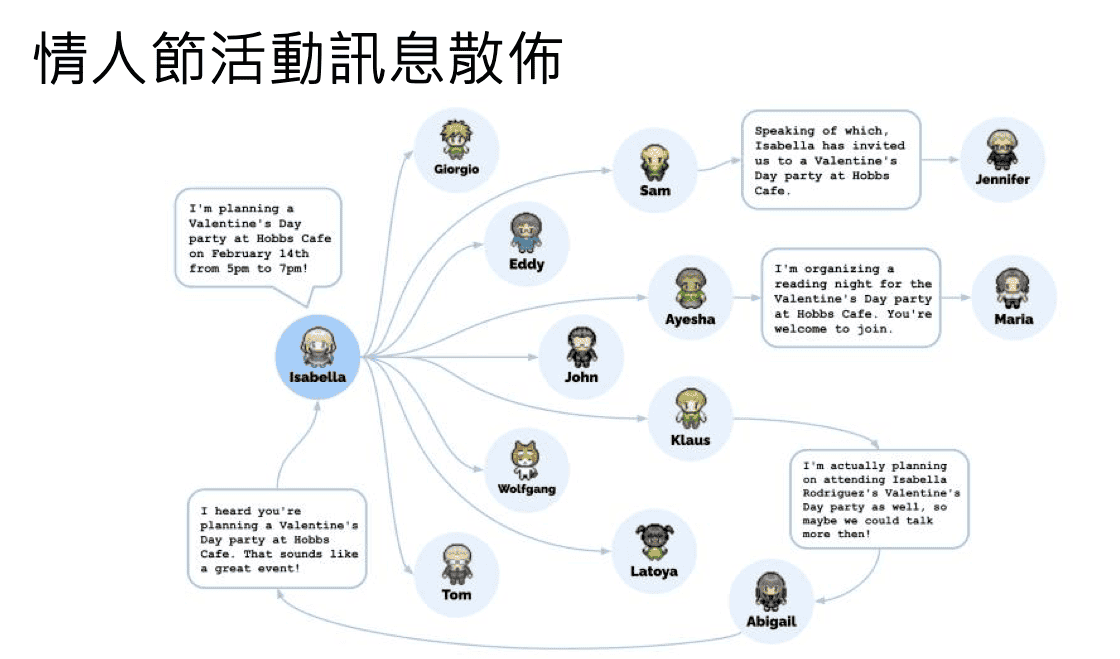 情人節活動訊息散佈
Giorgio
Sam
Speaking of which,
Isabella has invited
us to a Valentine's
Day party at Hobbs
Cafe.
Jennifer
I'm planning a
Valentine's Day
party at Hobbs Cafe
on February 14th
from 5pm to 7pm!
Eddy
Ayesha
I'm organizing a
reading night for the
Valentine's Day party
at Hobbs Cafe. You're
welcome to join.
Maria
Isabella
John
Klaus
I'm actually planning
on attending Isabella
Rodriguez's Valentine's
Day party as well, so
maybe we could talk
more then!
Wolfgang
I heard you're
planning a Valentine's
Day party at Hobbs
Cafe. That sounds like
a great event!
Latoya
Tom
Abigail